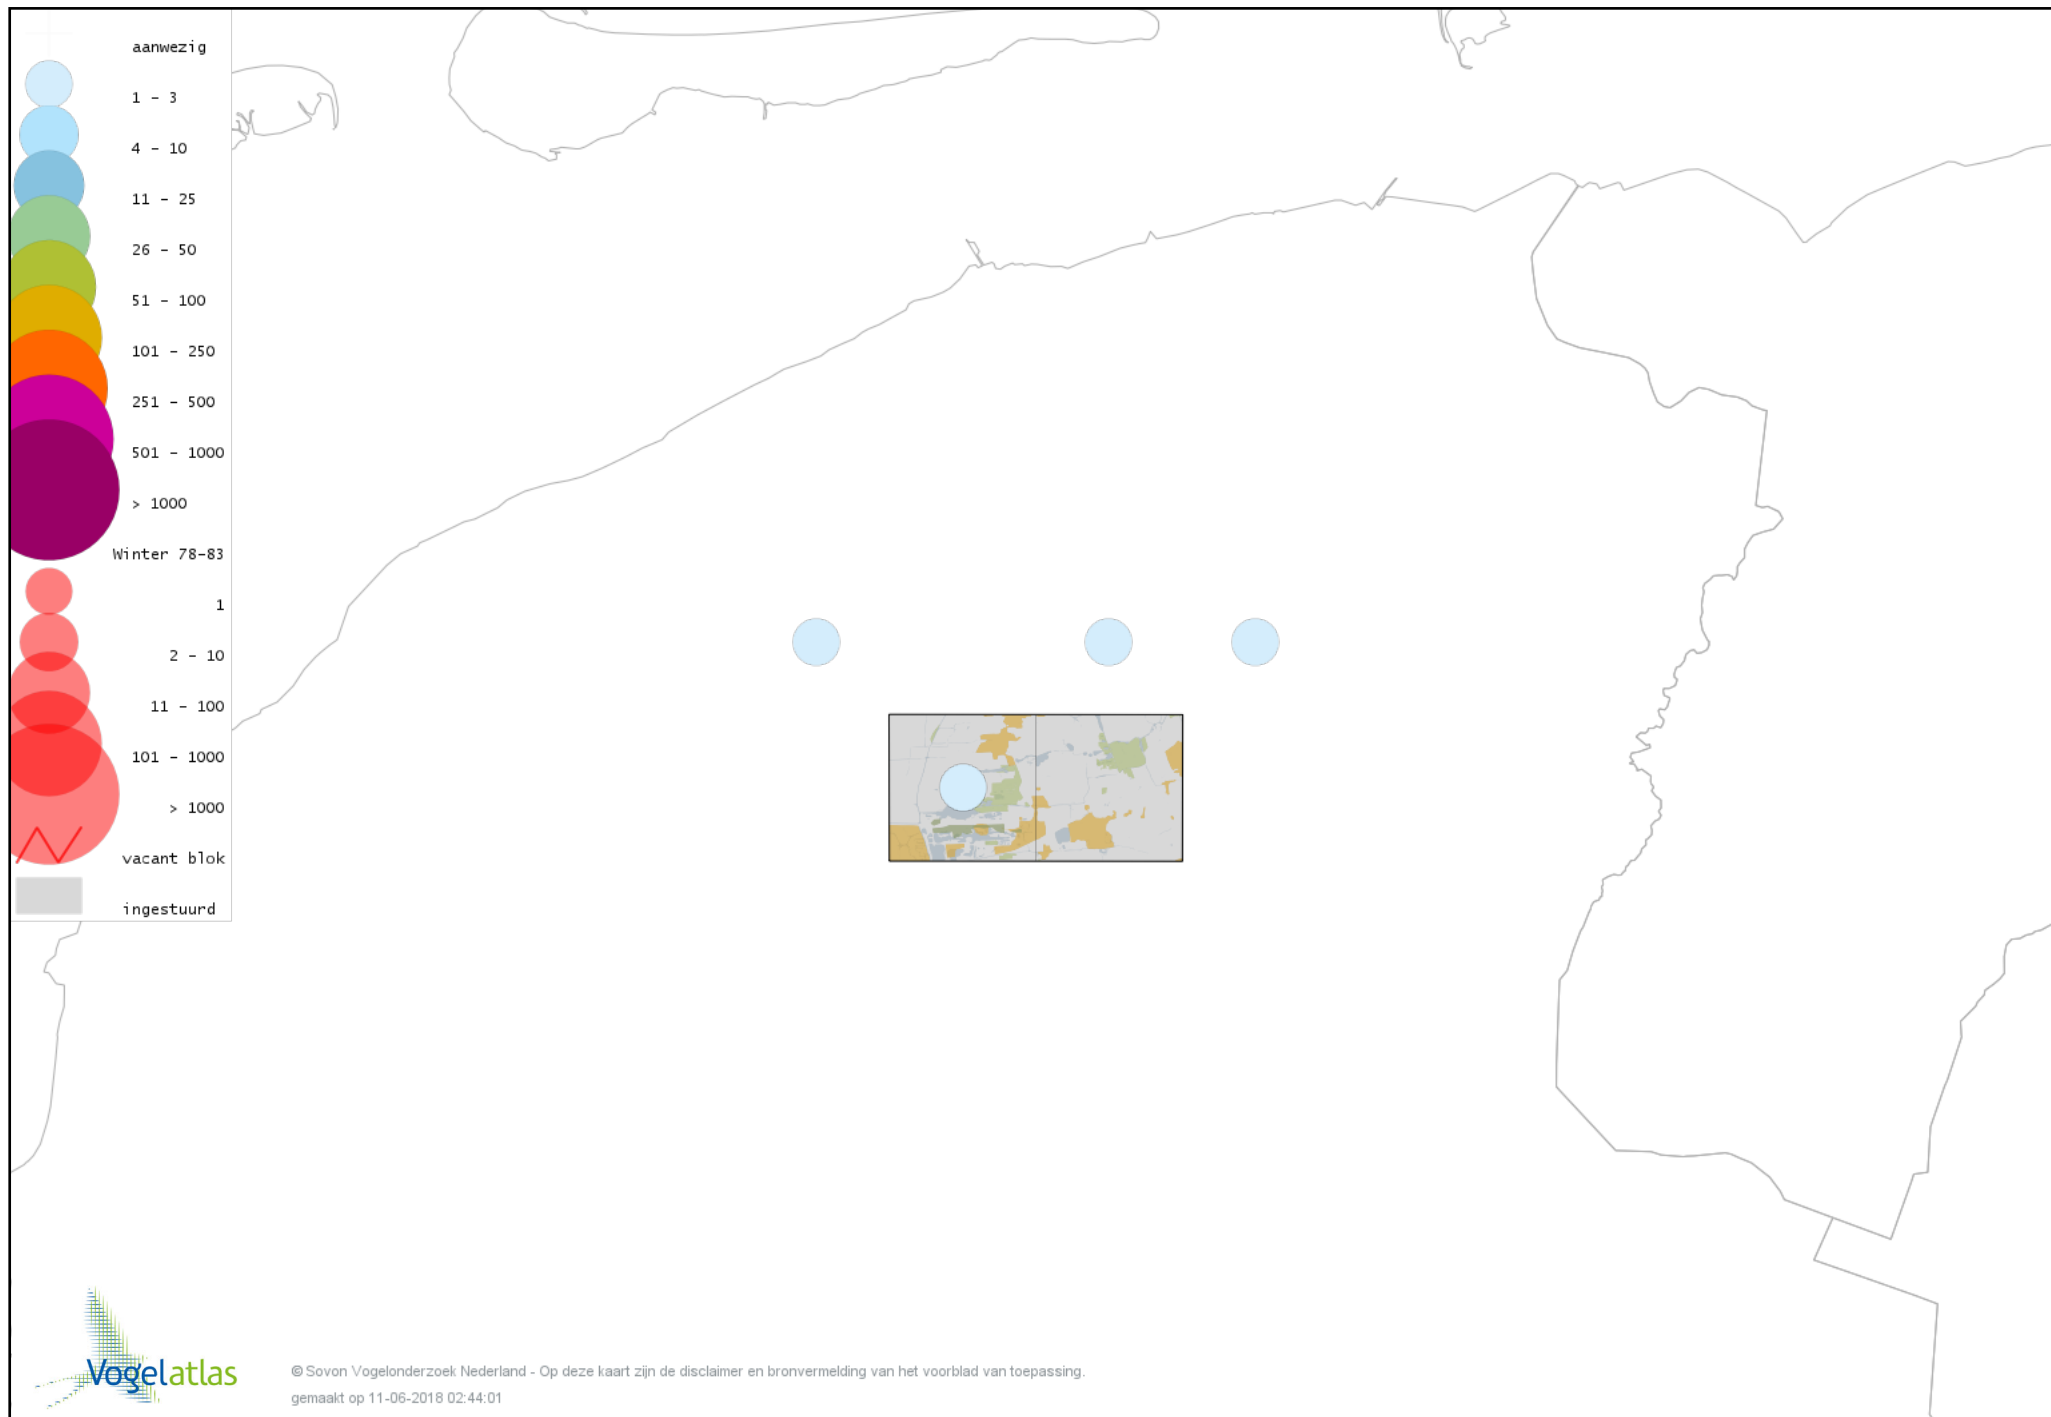 aanwezig
1 - 3
4 - 10
11 - 25
26 - 50
51 - 100
101 - 250
251 - 500
501 - 1000
> 1000
Winter 78-83
1
2 - 10
11 - 100
101 - 1000
> 1000
vacant blok
ingestuurd
Vogelatlas
© Sovon Vogelonderzoek Nederland - Op deze kaart zijn de disclaimer en bronvermelding van het voorblad van toepassing.
gemaakt op 11-06-2018 02:44:01